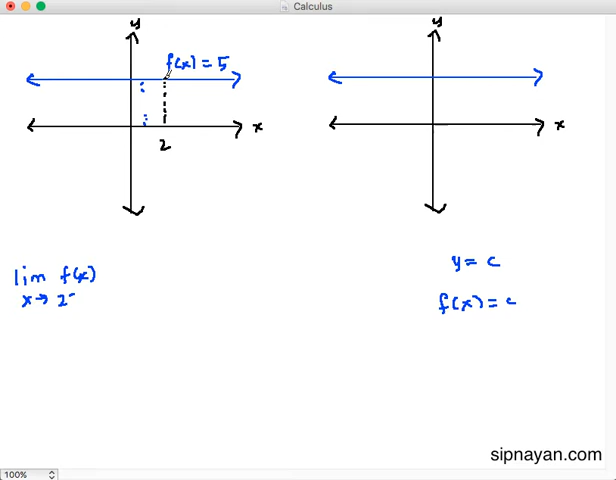 Calculus
y
y
f(x) = 5
x
x
2
lim f(x)
x→ 2⁻
y = c
f(x) = c
sipnayan.com
100%